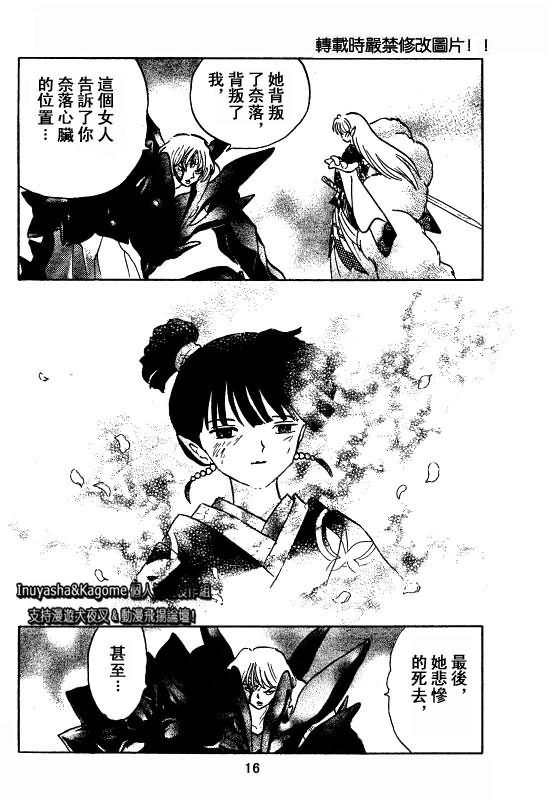 轉載時嚴禁修改圖片!!
她背叛
了奈落,
背叛了
我,
這個女人
告訴了你
奈落心臟
的位置…
Inuyasha&Kagome 個人
支持漫遊犬夜叉&動漫飛揚論壇!
最後,
她悲慘
的死去,
甚至…
16